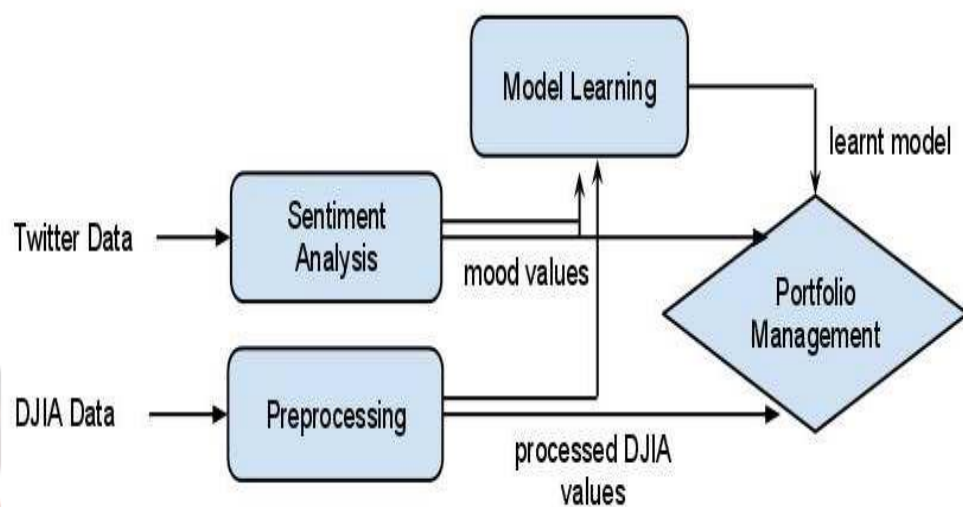 Model Learning
learnt model
Twitter Data
Sentiment
Analysis
mood values
Portfolio
Management
DJIA Data
Preprocessing
processed DJIA
values